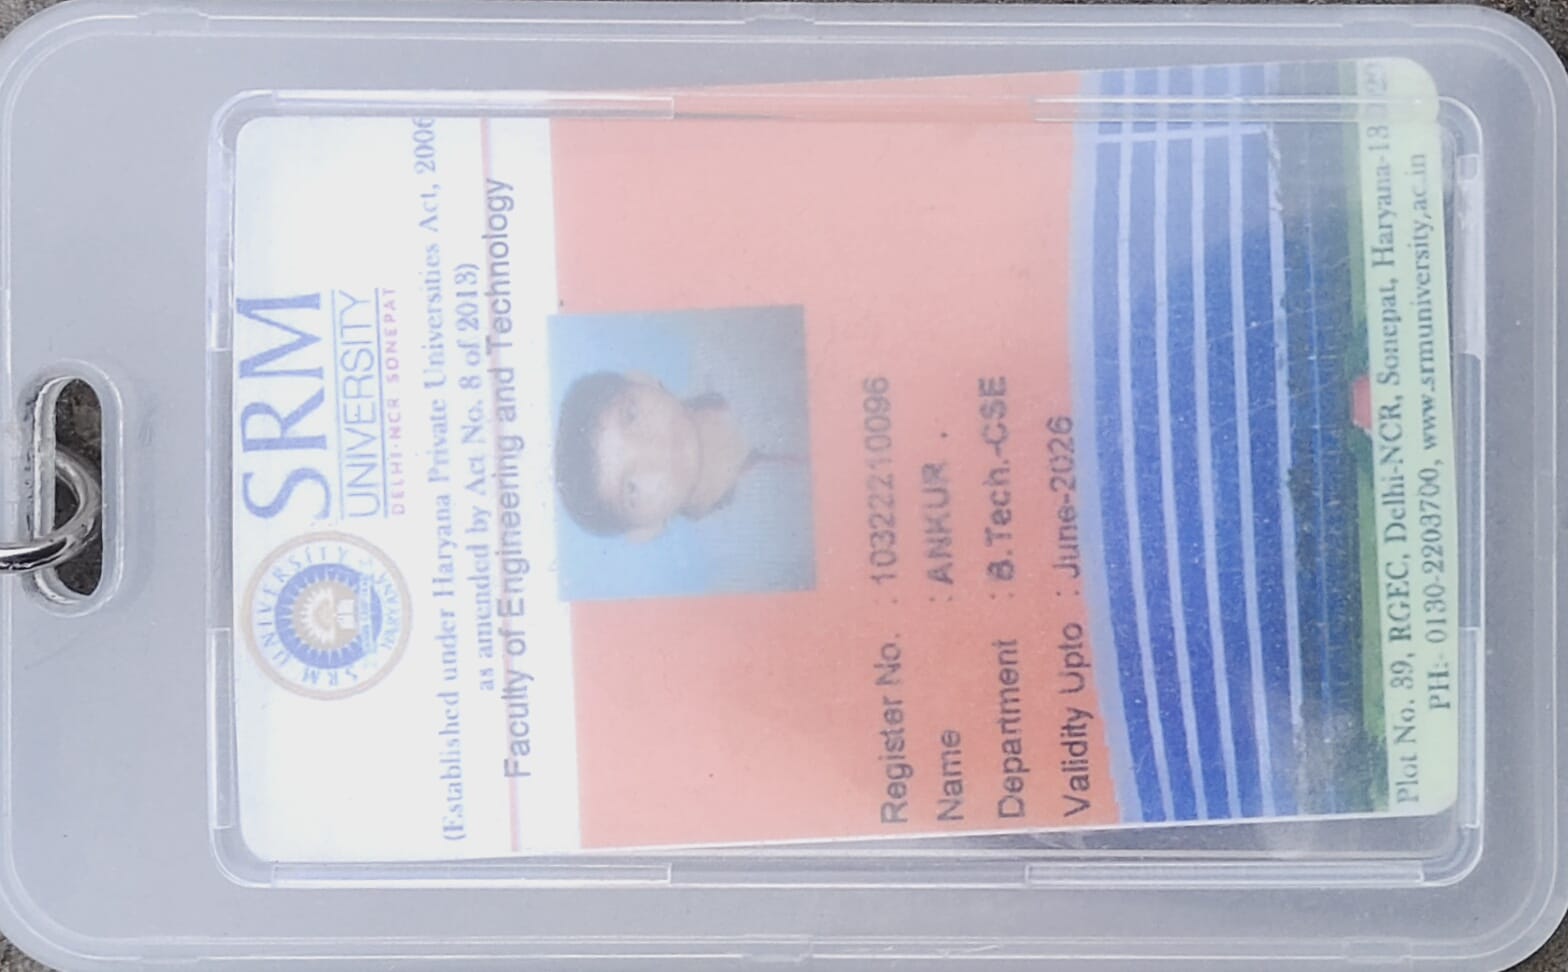 SRM
UNIVERSITY
DELHI-NCR SONEPAT
SRM UNIVERSITY
(Established under Haryana Private Universities Act, 2006
as amended by Act No. 8 of 2013)
Faculty of Engineering and Technology
Register No. : 10322210096
Name : ANKUR .
Department : B.Tech.-CSE
Validity Upto : June-2026
Plot No. 39, RGEC, Delhi-NCR, Sonepat, Haryana-13
PH:- 0130-2203700, www.srmuniversity.ac.in